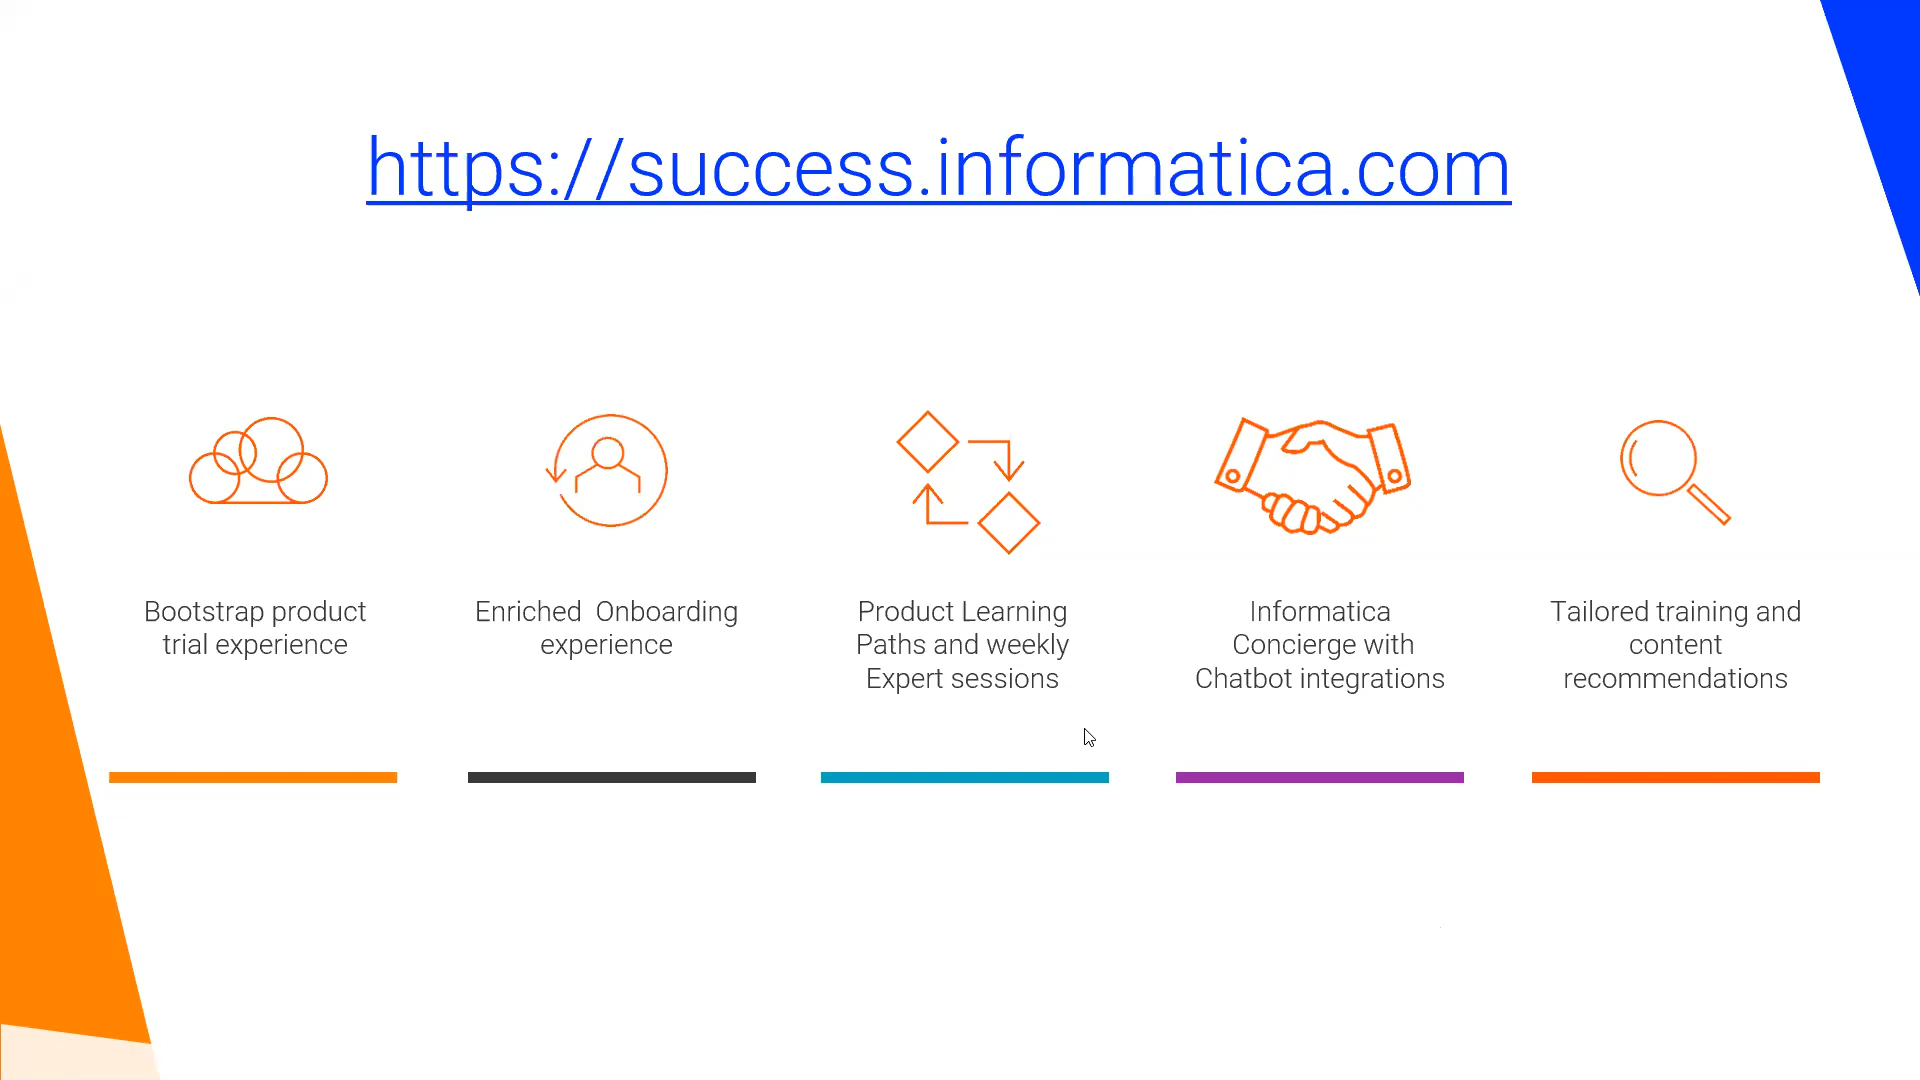 https://success.informatica.com
Bootstrap product
trial experience
Enriched  Onboarding
experience
Product Learning
Paths and weekly
Expert sessions
Informatica
Concierge with
Chatbot integrations
Tailored training and
content
recommendations